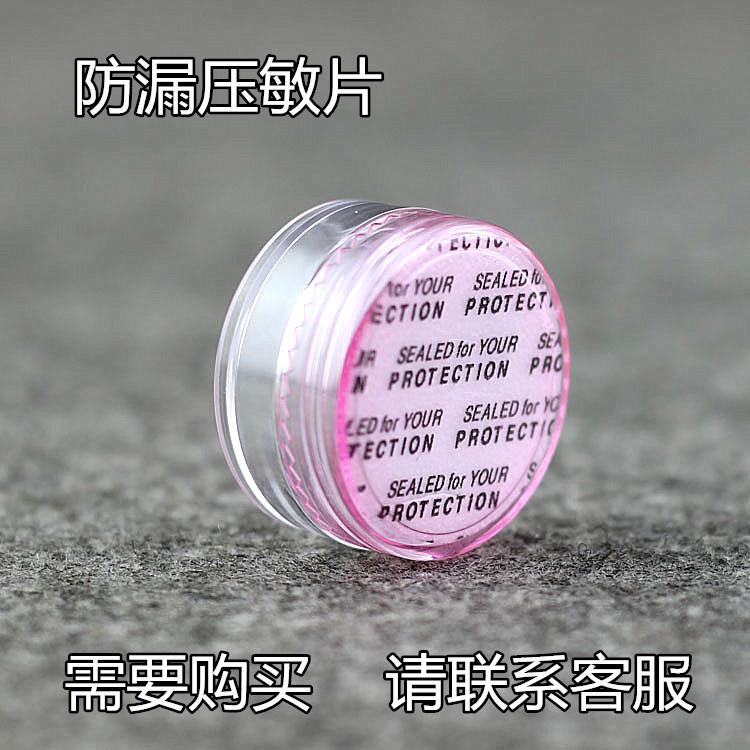 防漏压敏片
for YOUR SEALED
PROTECTION
SEALED for YOUR
PROTECTION
for YOUR SEALED for
PROTECTION
SEALED for YOUR
PROTECTION
需要购买 请联系客服